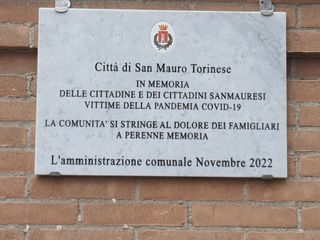 Città di San Mauro Torinese
IN MEMORIA
DELLE CITTADINE E DEI CITTADINI SANMAURESI
VITTIME DELLA PANDEMIA COVID-19
LA COMUNITA' SI STRINGE AL DOLORE DEI FAMIGLIARI
A PERENNE MEMORIA
L'amministrazione comunale Novembre 2022